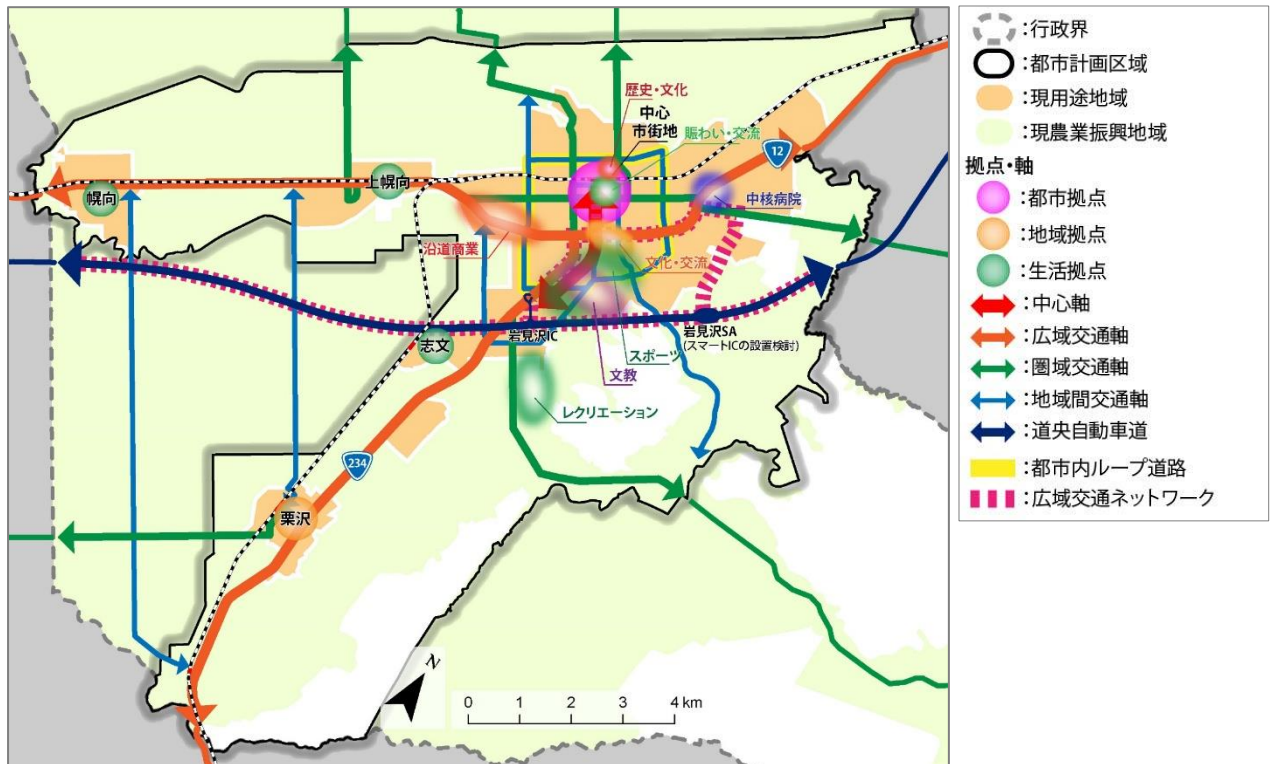 歴史・文化
中心
市街地
賑わい・交流
12
幌向
上幌向
中核病院
沿道商業
文化・交流
志文
岩見沢IC
岩見沢SA
(スマートICの設置検討)
スポーツ
文教
レクリエーション
234
栗沢
N
0 1 2 3 4 km
:行政界
:都市計画区域
:現用途地域
:現農業振興地域
拠点・軸
:都市拠点
:地域拠点
:生活拠点
:中心軸
:広域交通軸
:圏域交通軸
:地域間交通軸
:道央自動車道
:都市内ループ道路
:広域交通ネットワーク